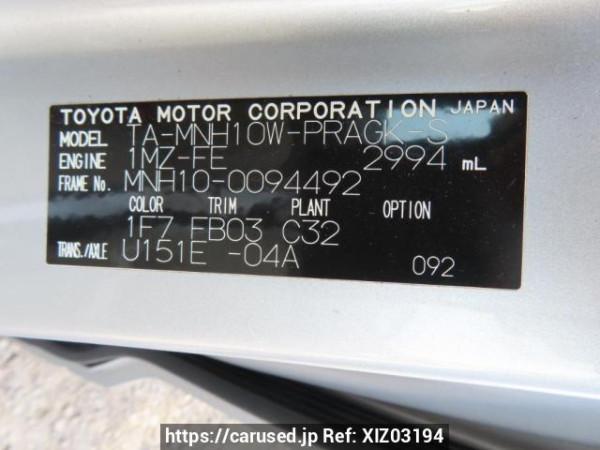 TOYOTA MOTOR CORPORATION JAPAN
MODEL TA-MNH10W-PRAGK-S
ENGINE 1MZ-FE 2994 mL
FRAME No. MNH10-0094492
COLOR TRIM PLANT OPTION
1F7 FB03 C32
TRANS./AXLE U151E -04A 092
https://carused.jp Ref: XIZ03194